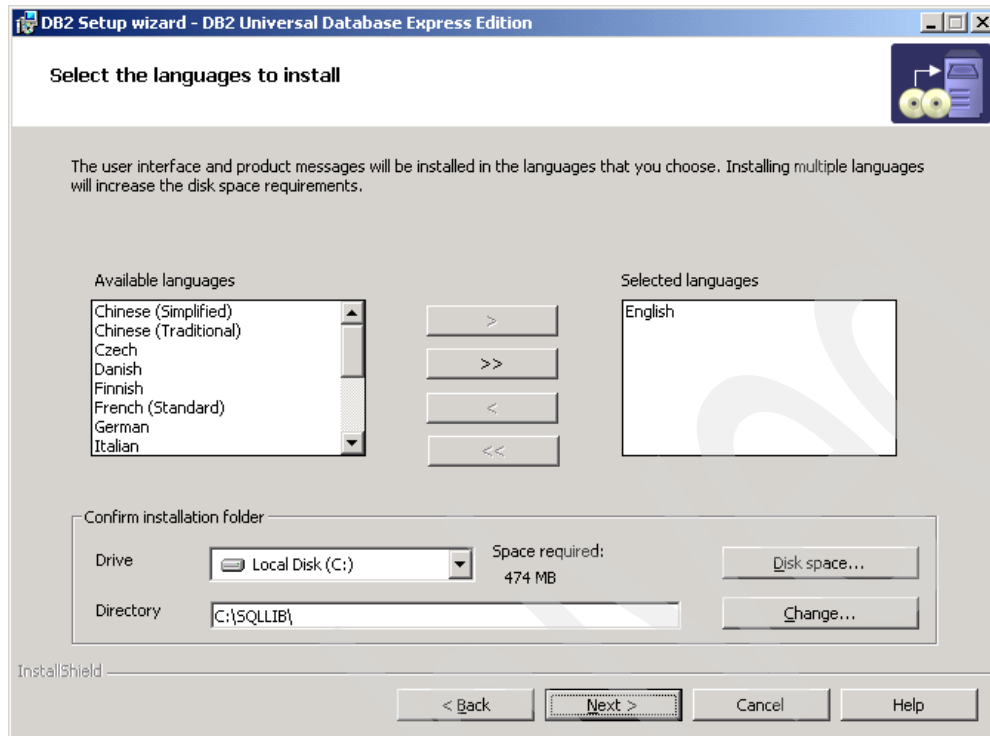 DB2 Setup wizard - DB2 Universal Database Express Edition
Select the languages to install
The user interface and product messages will be installed in the languages that you choose. Installing multiple languages
will increase the disk space requirements.
Available languages
Chinese (Simplified)
Chinese (Traditional)
Czech
Danish
Finnish
French (Standard)
German
Italian
>
>>
<
<<
Selected languages
English
Confirm installation folder
Drive
Local Disk (C:)
Space required:
474 MB
Disk space...
Directory
C:\SQLLIB\
Change...
InstallShield
< Back
Next >
Cancel
Help